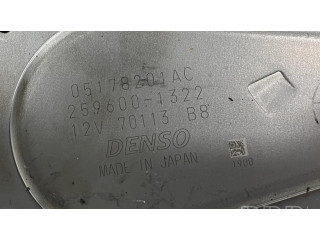 05178201AC
259600-1322
12V 70113 B8
DENSO
MADE IN JAPAN